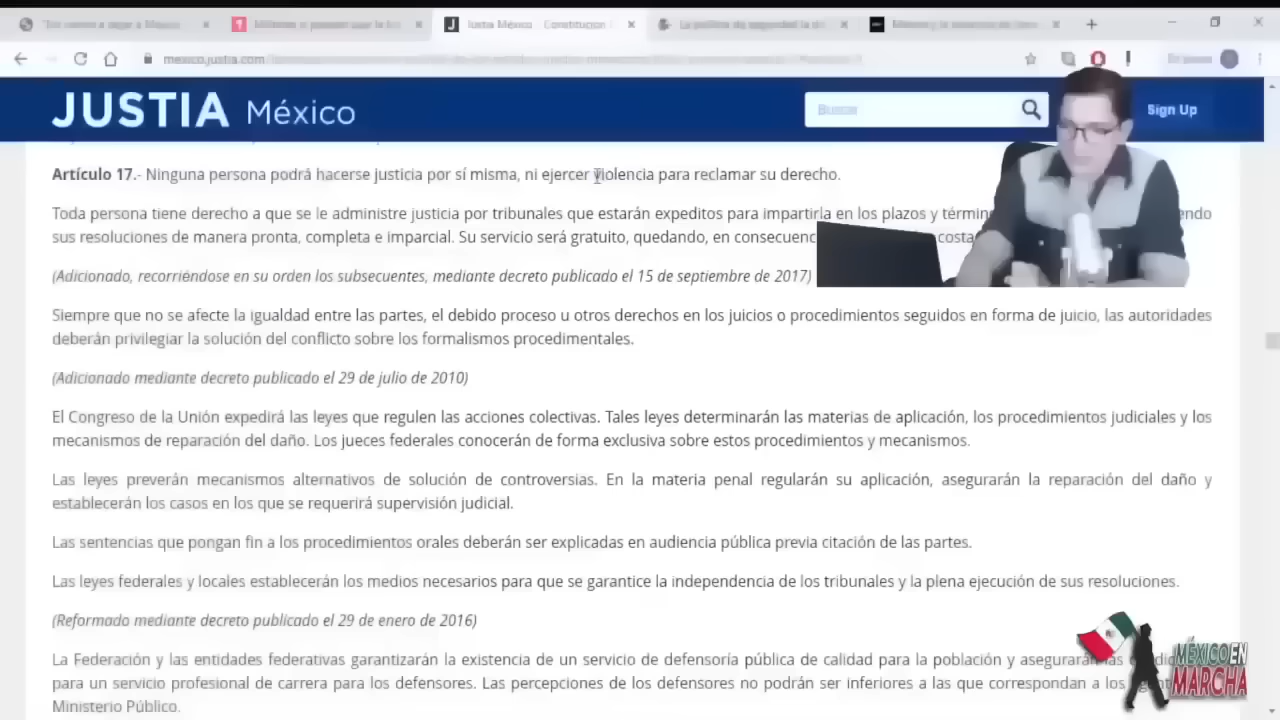 Justia México Constitucion
mexico.justia.com
JUSTIA México
Buscar
Sign Up
Artículo 17.- Ninguna persona podrá hacerse justicia por sí misma, ni ejercer violencia para reclamar su derecho.
Toda persona tiene derecho a que se le administre justicia por tribunales que estarán expeditos para impartirla en los plazos y términ endo
sus resoluciones de manera pronta, completa e imparcial. Su servicio será gratuito, quedando, en consecuenc costa
(Adicionado, recorriéndose en su orden los subsecuentes, mediante decreto publicado el 15 de septiembre de 2017)
Siempre que no se afecte la igualdad entre las partes, el debido proceso u otros derechos en los juicios o procedimientos seguidos en forma de juicio, las autoridades
deberán privilegiar la solución del conflicto sobre los formalismos procedimentales.
(Adicionado mediante decreto publicado el 29 de julio de 2010)
El Congreso de la Unión expedirá las leyes que regulen las acciones colectivas. Tales leyes determinarán las materias de aplicación, los procedimientos judiciales y los
mecanismos de reparación del daño. Los jueces federales conocerán de forma exclusiva sobre estos procedimientos y mecanismos.
Las leyes preverán mecanismos alternativos de solución de controversias. En la materia penal regularán su aplicación, asegurarán la reparación del daño y
establecerán los casos en los que se requerirá supervisión judicial.
Las sentencias que pongan fin a los procedimientos orales deberán ser explicadas en audiencia pública previa citación de las partes.
Las leyes federales y locales establecerán los medios necesarios para que se garantice la independencia de los tribunales y la plena ejecución de sus resoluciones.
(Reformado mediante decreto publicado el 29 de enero de 2016)
La Federación y las entidades federativas garantizarán la existencia de un servicio de defensoría pública de calidad para la población y asegurarán las
para un servicio profesional de carrera para los defensores. Las percepciones de los defensores no podrán ser inferiores a las que correspondan a los
Ministerio Público.
MÉXICO EN
MARCHA